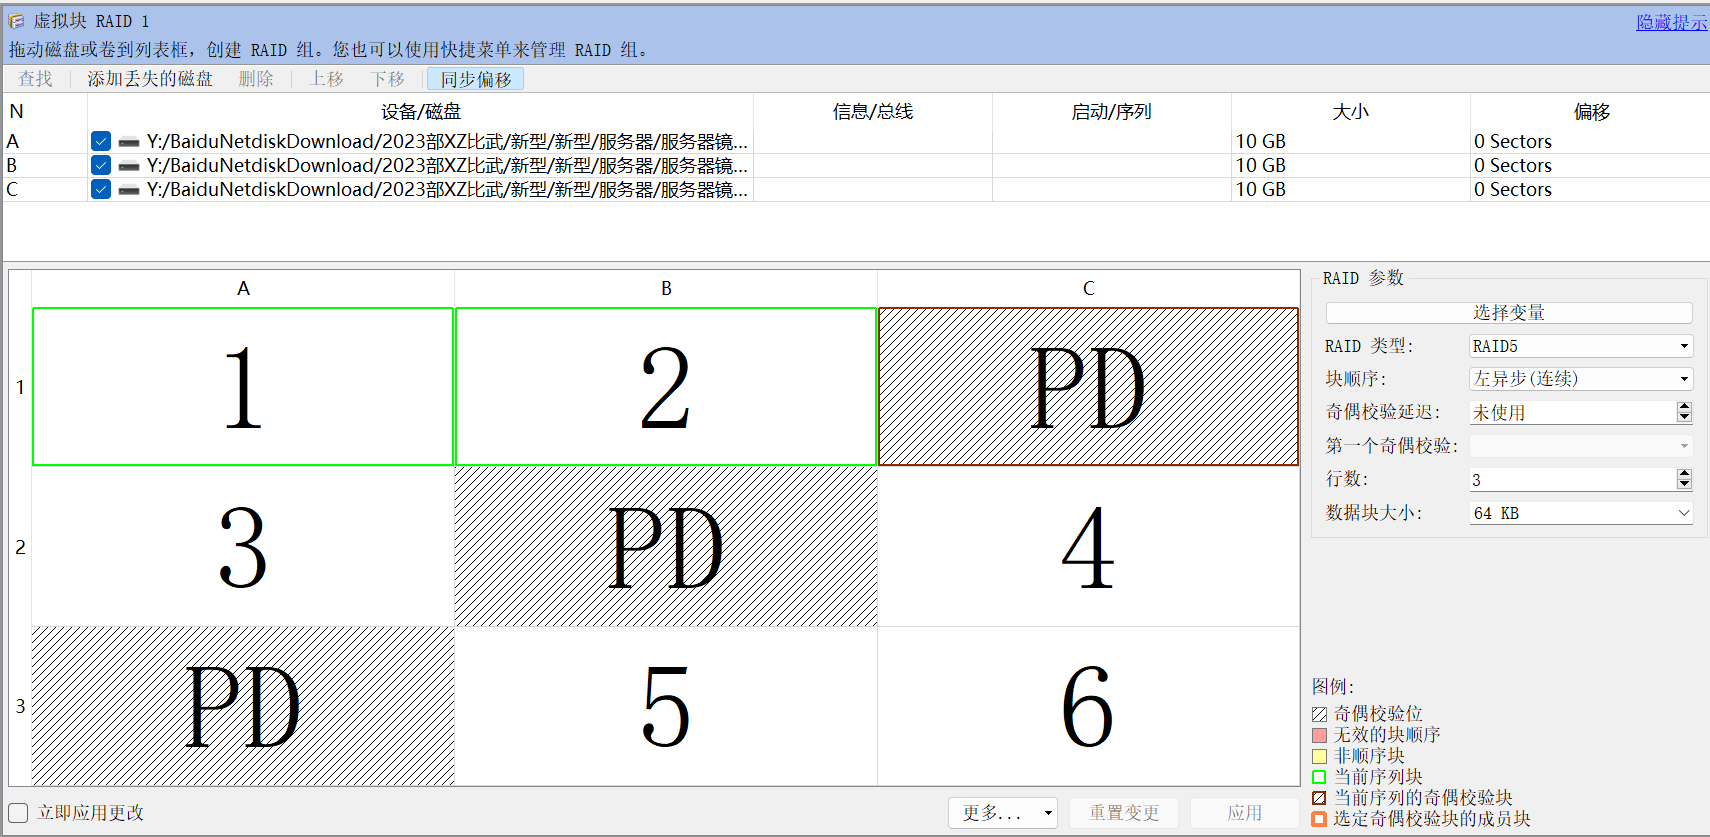 虚拟块 RAID 1
隐藏提示
拖动磁盘或卷到列表框，创建 RAID 组。您也可以使用快捷菜单来管理 RAID 组。
查找 添加丢失的磁盘 删除 上移 下移 同步偏移
N 设备/磁盘 信息/总线 启动/序列 大小 偏移
A Y:/BaiduNetdiskDownload/2023部XZ比武/新型/新型/服务器/服务器镜... 10 GB 0 Sectors
B Y:/BaiduNetdiskDownload/2023部XZ比武/新型/新型/服务器/服务器镜... 10 GB 0 Sectors
C Y:/BaiduNetdiskDownload/2023部XZ比武/新型/新型/服务器/服务器镜... 10 GB 0 Sectors
A B C
1 1 2 PD
2 3 PD 4
3 PD 5 6
RAID 参数
选择变量
RAID 类型: RAID5
块顺序: 左异步(连续)
奇偶校验延迟: 未使用
第一个奇偶校验:
行数: 3
数据块大小: 64 KB
图例:
奇偶校验位
无效的块顺序
非顺序块
当前序列块
当前序列的奇偶校验块
选定奇偶校验块的成员块
立即应用更改 更多... 重置变更 应用